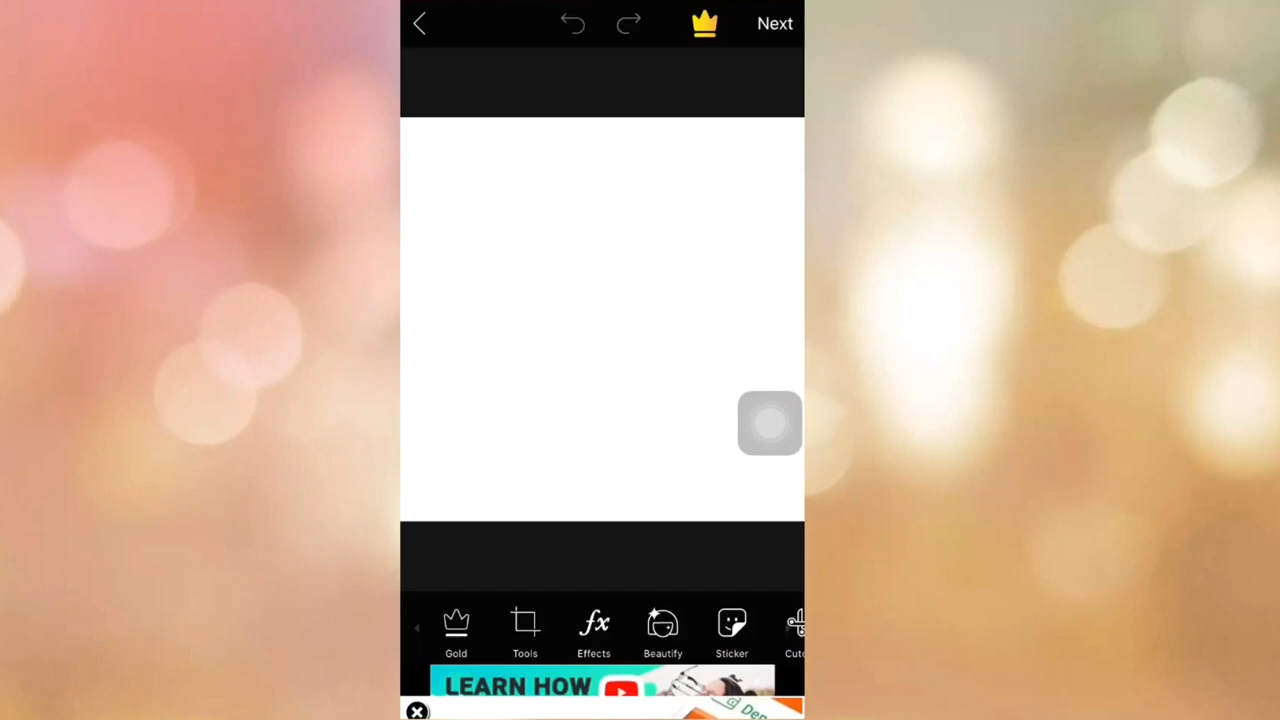 Next
Gold
Tools
fx
Effects
Beautify
Sticker
LEARN HOW